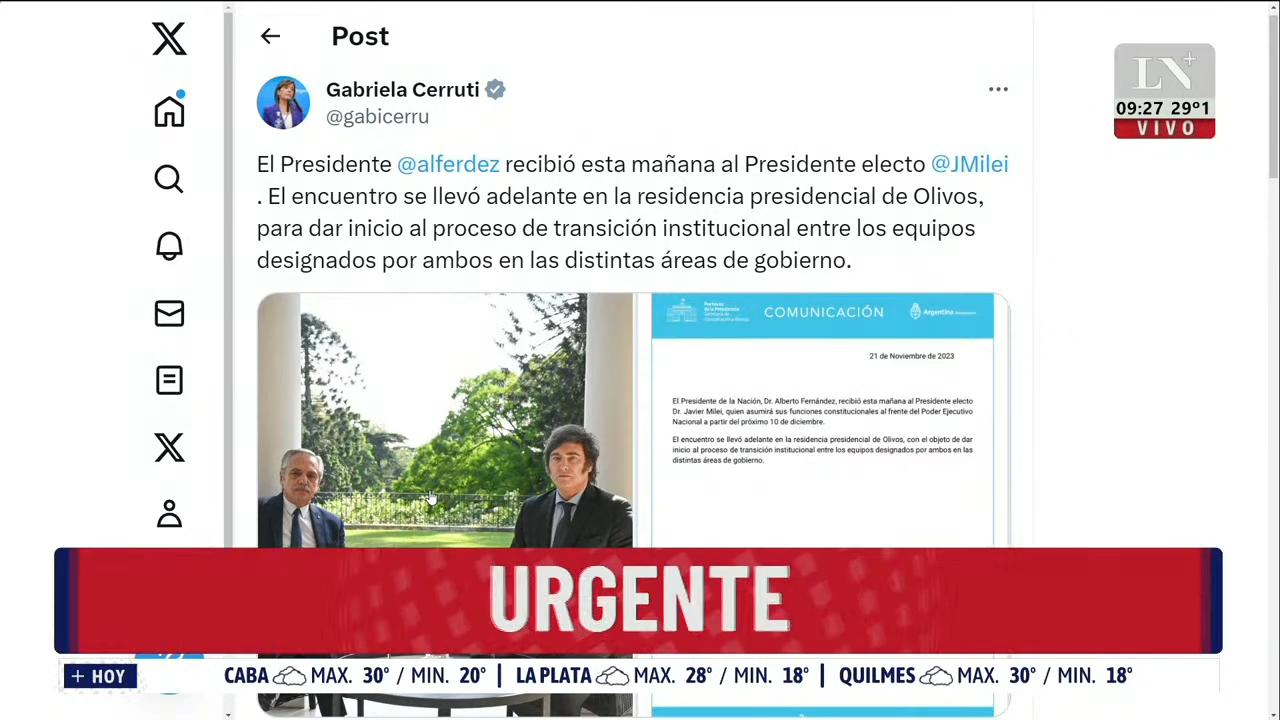 Post
Gabriela Cerruti
@gabicerru
El Presidente @alferdez recibió esta mañana al Presidente electo @JMilei
. El encuentro se llevó adelante en la residencia presidencial de Olivos,
para dar inicio al proceso de transición institucional entre los equipos
designados por ambos en las distintas áreas de gobierno.
COMUNICACIÓN
Argentina
21 de Noviembre de 2023
El Presidente de la Nación, Dr. Alberto Fernández, recibió esta mañana al Presidente electo
Dr. Javier Milei, quien asumirá sus funciones constitucionales al frente del Poder Ejecutivo
Nacional a partir del próximo 10 de diciembre.
El encuentro se llevó adelante en la residencia presidencial de Olivos, con el objeto de dar
inicio al proceso de transición institucional entre los equipos designados por ambos en las
distintas áreas de gobierno.
LN+
09:27 29°1
VIVO
URGENTE
+ HOY
CABA MAX. 30° / MIN. 20° | LA PLATA MAX. 28° / MIN. 18° | QUILMES MAX. 30° / MIN. 18°